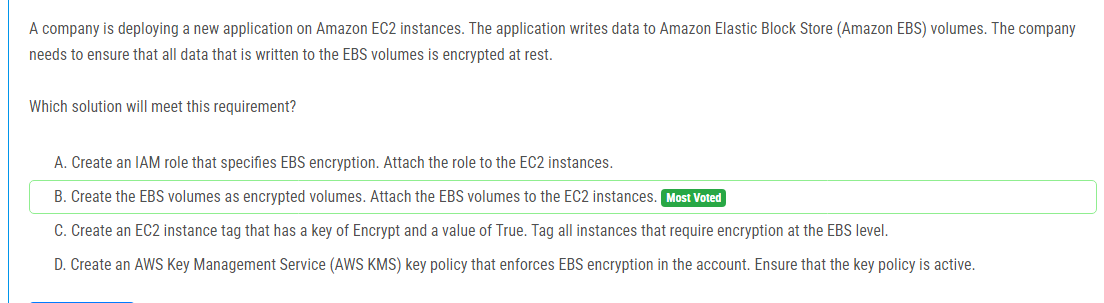 A company is deploying a new application on Amazon EC2 instances. The application writes data to Amazon Elastic Block Store (Amazon EBS) volumes. The company
needs to ensure that all data that is written to the EBS volumes is encrypted at rest.
Which solution will meet this requirement?
A. Create an IAM role that specifies EBS encryption. Attach the role to the EC2 instances.
B. Create the EBS volumes as encrypted volumes. Attach the EBS volumes to the EC2 instances. Most Voted
C. Create an EC2 instance tag that has a key of Encrypt and a value of True. Tag all instances that require encryption at the EBS level.
D. Create an AWS Key Management Service (AWS KMS) key policy that enforces EBS encryption in the account. Ensure that the key policy is active.